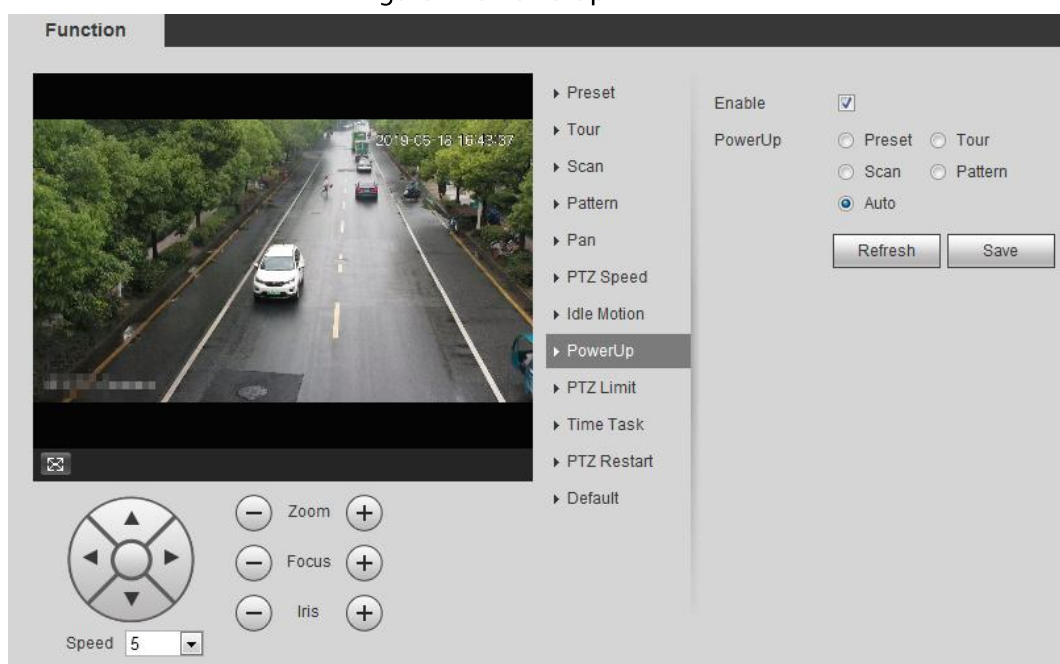 Function
2019-05-18 16:43:37
Preset
Tour
Scan
Pattern
Pan
PTZ Speed
Idle Motion
PowerUp
PTZ Limit
Time Task
PTZ Restart
Default
Enable
PowerUp
Preset Tour
Scan Pattern
Auto
Refresh Save
Zoom
Focus
Iris
Speed 5